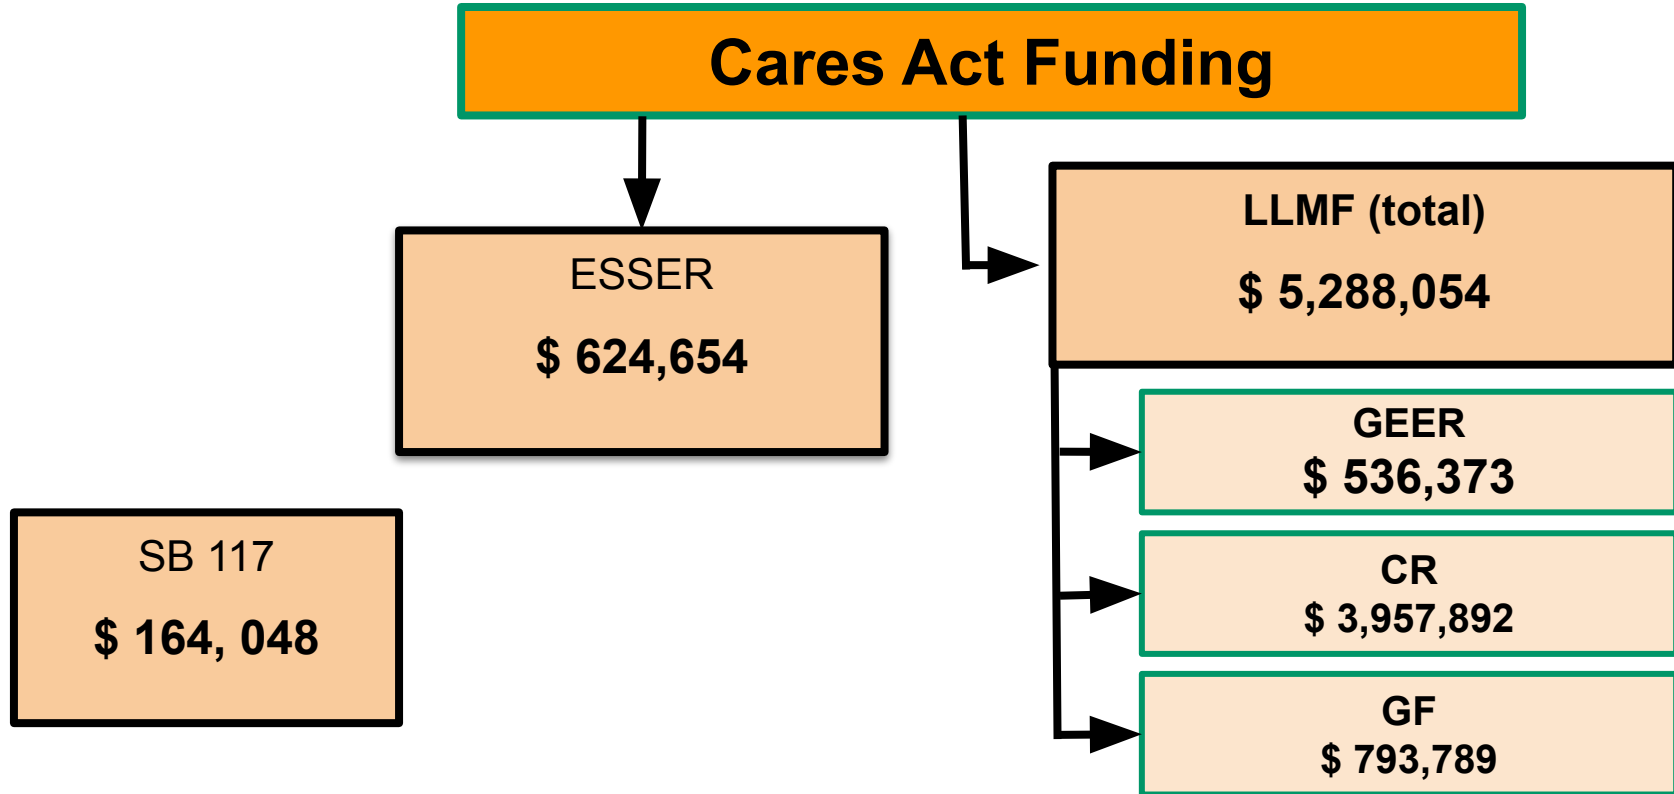 Cares Act Funding
LLMF (total)
$ 5,288,054
ESSER
$ 624,654
GEER
$ 536,373
SB 117
$ 164, 048
CR
$ 3,957,892
GF
$ 793,789